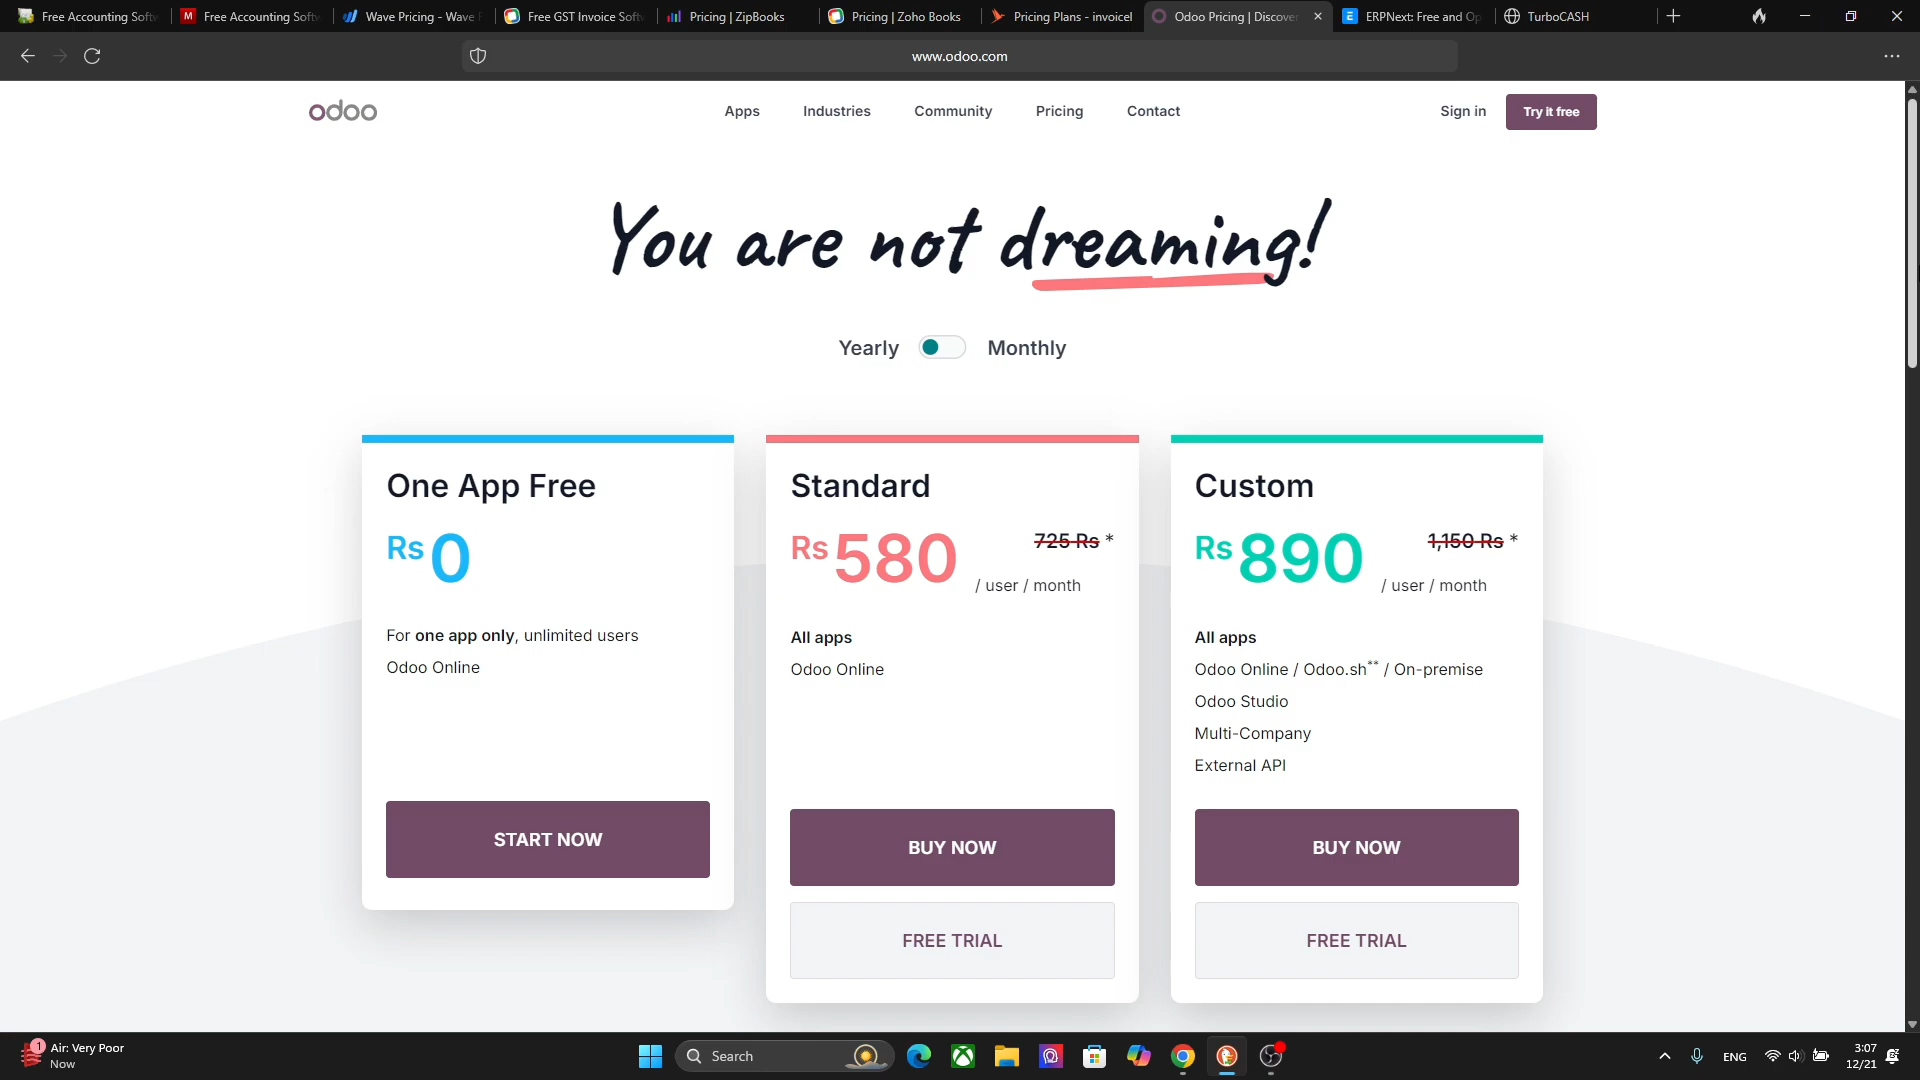 Free Accounting Softw
Free Accounting Softw
Wave Pricing - Wave F
Free GST Invoice Softw
Pricing | ZipBooks
Pricing | Zoho Books
Pricing Plans - invoicel
Odoo Pricing | Discover
ERPNext: Free and Op
TurboCASH
www.odoo.com
odoo
Apps
Industries
Community
Pricing
Contact
Sign in
Try it free
You are not dreaming!
Yearly
Monthly
One App Free
Rs 0
For one app only, unlimited users
Odoo Online
START NOW
Standard
Rs 580
725 Rs *
/ user / month
All apps
Odoo Online
BUY NOW
FREE TRIAL
Custom
Rs 890
1,150 Rs *
/ user / month
All apps
Odoo Online / Odoo.sh** / On-premise
Odoo Studio
Multi-Company
External API
BUY NOW
FREE TRIAL
1
Air: Very Poor
Now
Search
ENG
3:07
12/21